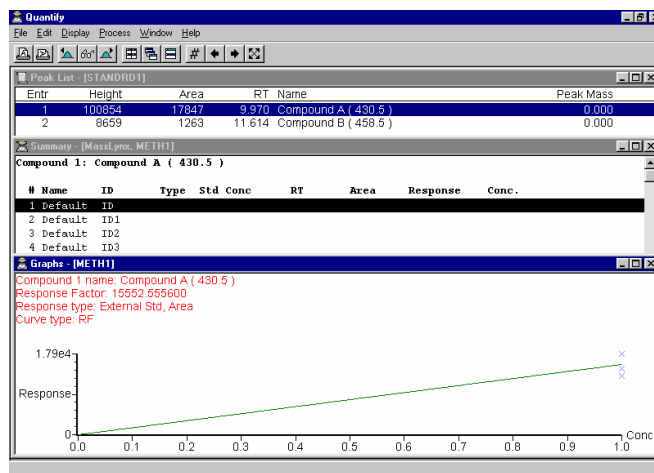 Quantify
File Edit Display Process Window Help
Peak List - [STANDRD1]
Entr Height Area RT Name Peak Mass
1 100854 17847 9.970 Compound A ( 430.5 ) 0.000
2 8659 1263 11.614 Compound B ( 458.5 ) 0.000
Summary - [MassLynx, METH1]
Compound 1: Compound A ( 430.5 )
# Name ID Type Std Conc RT Area Response Conc.
1 Default ID
2 Default ID1
3 Default ID2
4 Default ID3
Graphs - [METH1]
Compound 1 name: Compound A ( 430.5 )
Response Factor: 15552.555600
Response type: External Std, Area
Curve type: RF
1.79e4
Response
0
Conc
0.0 0.1 0.2 0.3 0.4 0.5 0.6 0.7 0.8 0.9 1.0